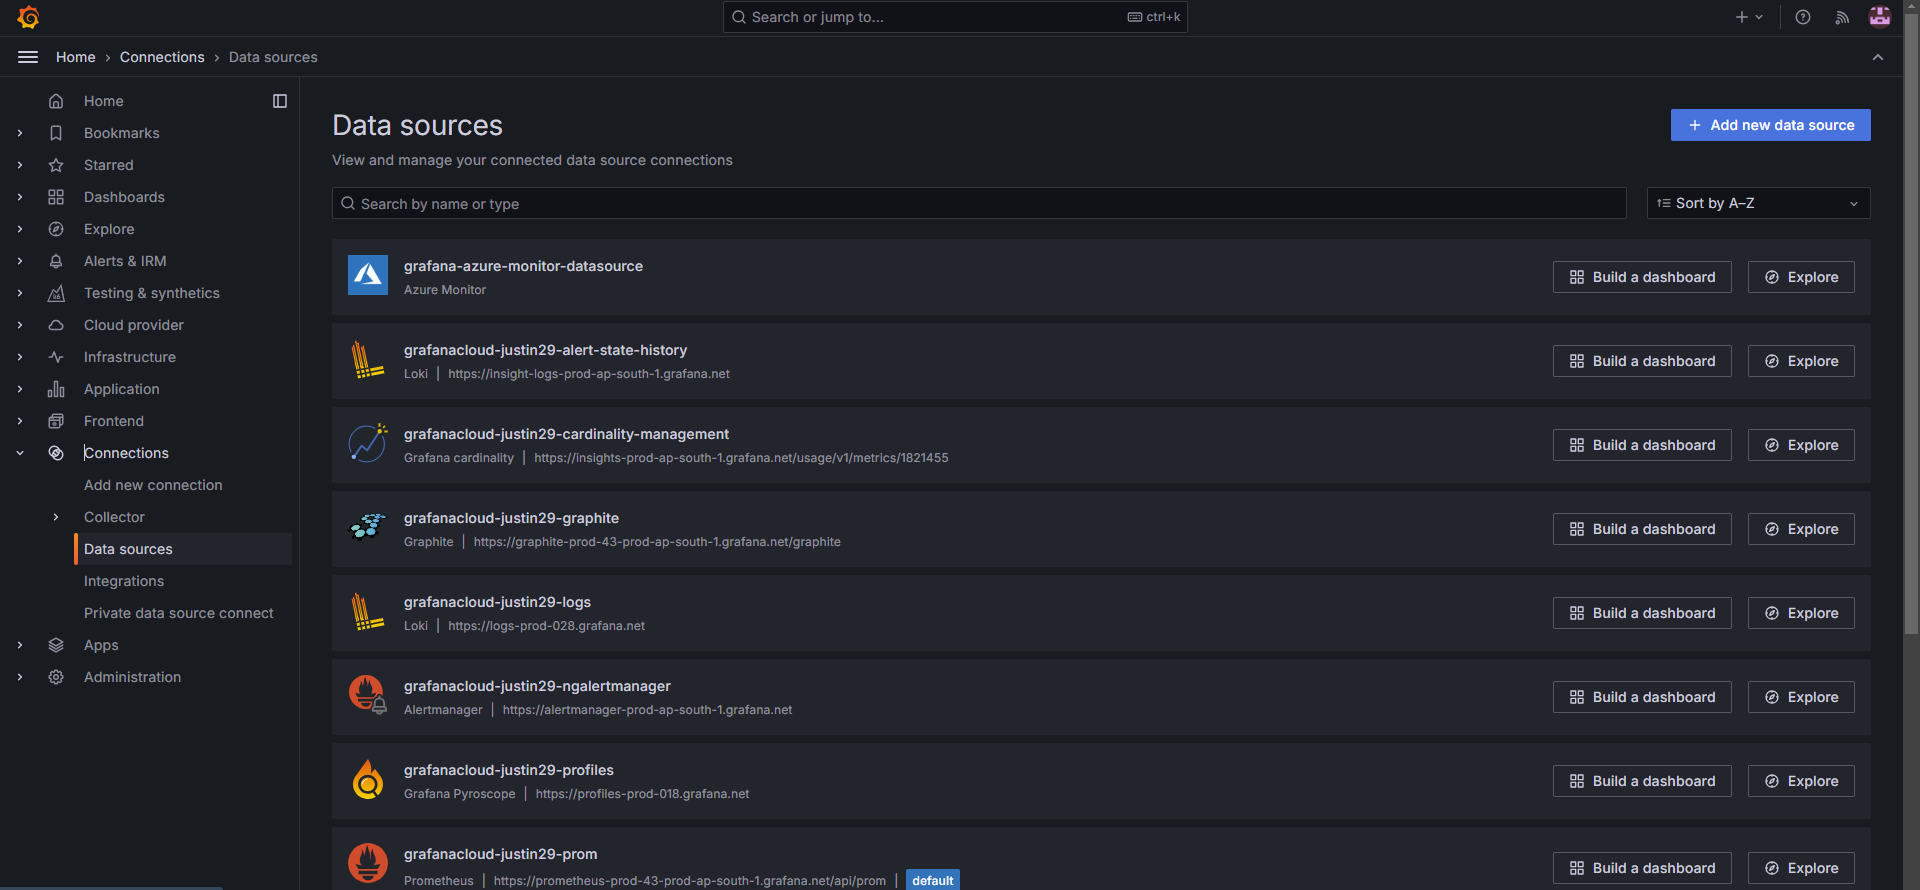 Search or jump to... ctrl+k
Home › Connections › Data sources
Home
Bookmarks
Starred
Dashboards
Explore
Alerts & IRM
Testing & synthetics
Cloud provider
Infrastructure
Application
Frontend
Connections
Add new connection
Collector
Data sources
Integrations
Private data source connect
Apps
Administration
Data sources
+ Add new data source
View and manage your connected data source connections
Search by name or type
Sort by A–Z
grafana-azure-monitor-datasource
Azure Monitor
Build a dashboard Explore
grafanacloud-justin29-alert-state-history
Loki | https://insight-logs-prod-ap-south-1.grafana.net
Build a dashboard Explore
grafanacloud-justin29-cardinality-management
Grafana cardinality | https://insights-prod-ap-south-1.grafana.net/usage/v1/metrics/1821455
Build a dashboard Explore
grafanacloud-justin29-graphite
Graphite | https://graphite-prod-43-prod-ap-south-1.grafana.net/graphite
Build a dashboard Explore
grafanacloud-justin29-logs
Loki | https://logs-prod-028.grafana.net
Build a dashboard Explore
grafanacloud-justin29-ngalertmanager
Alertmanager | https://alertmanager-prod-ap-south-1.grafana.net
Build a dashboard Explore
grafanacloud-justin29-profiles
Grafana Pyroscope | https://profiles-prod-018.grafana.net
Build a dashboard Explore
grafanacloud-justin29-prom
Prometheus | https://prometheus-prod-43-prod-ap-south-1.grafana.net/api/prom | default
Build a dashboard Explore